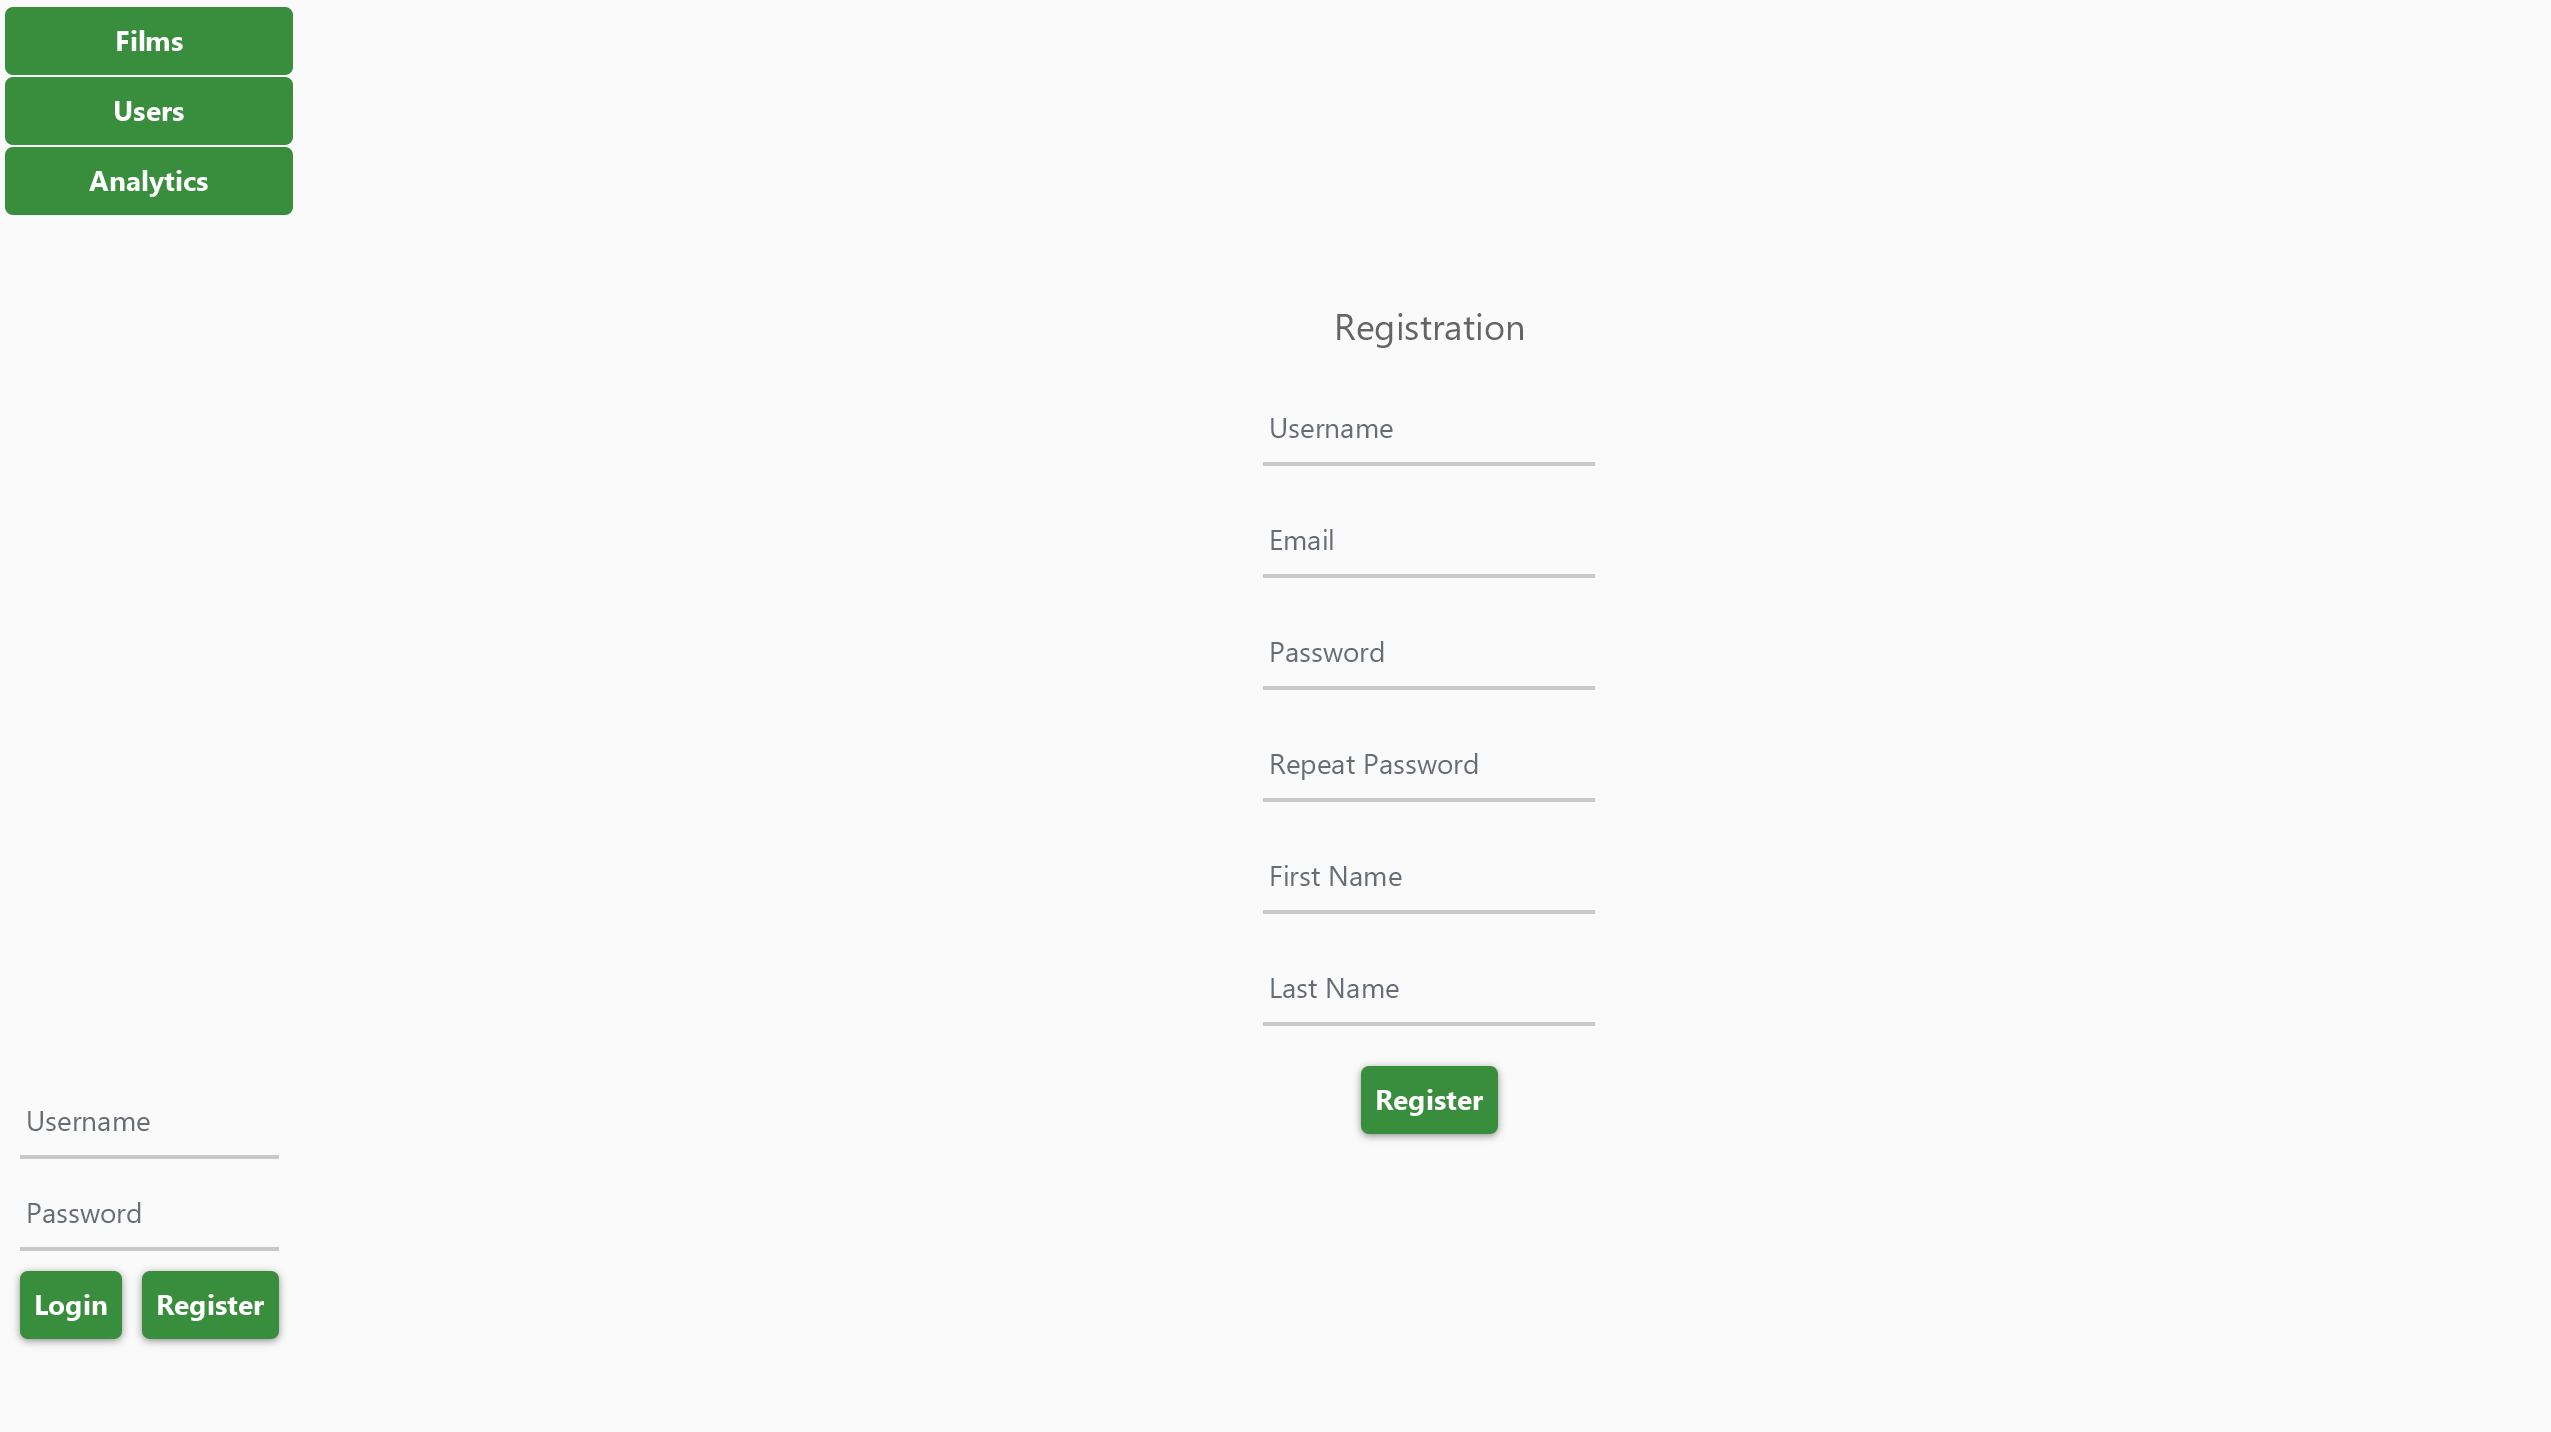 Films
Users
Analytics
Registration
Username
Email
Password
Repeat Password
First Name
Last Name
Register
Username
Password
Login Register